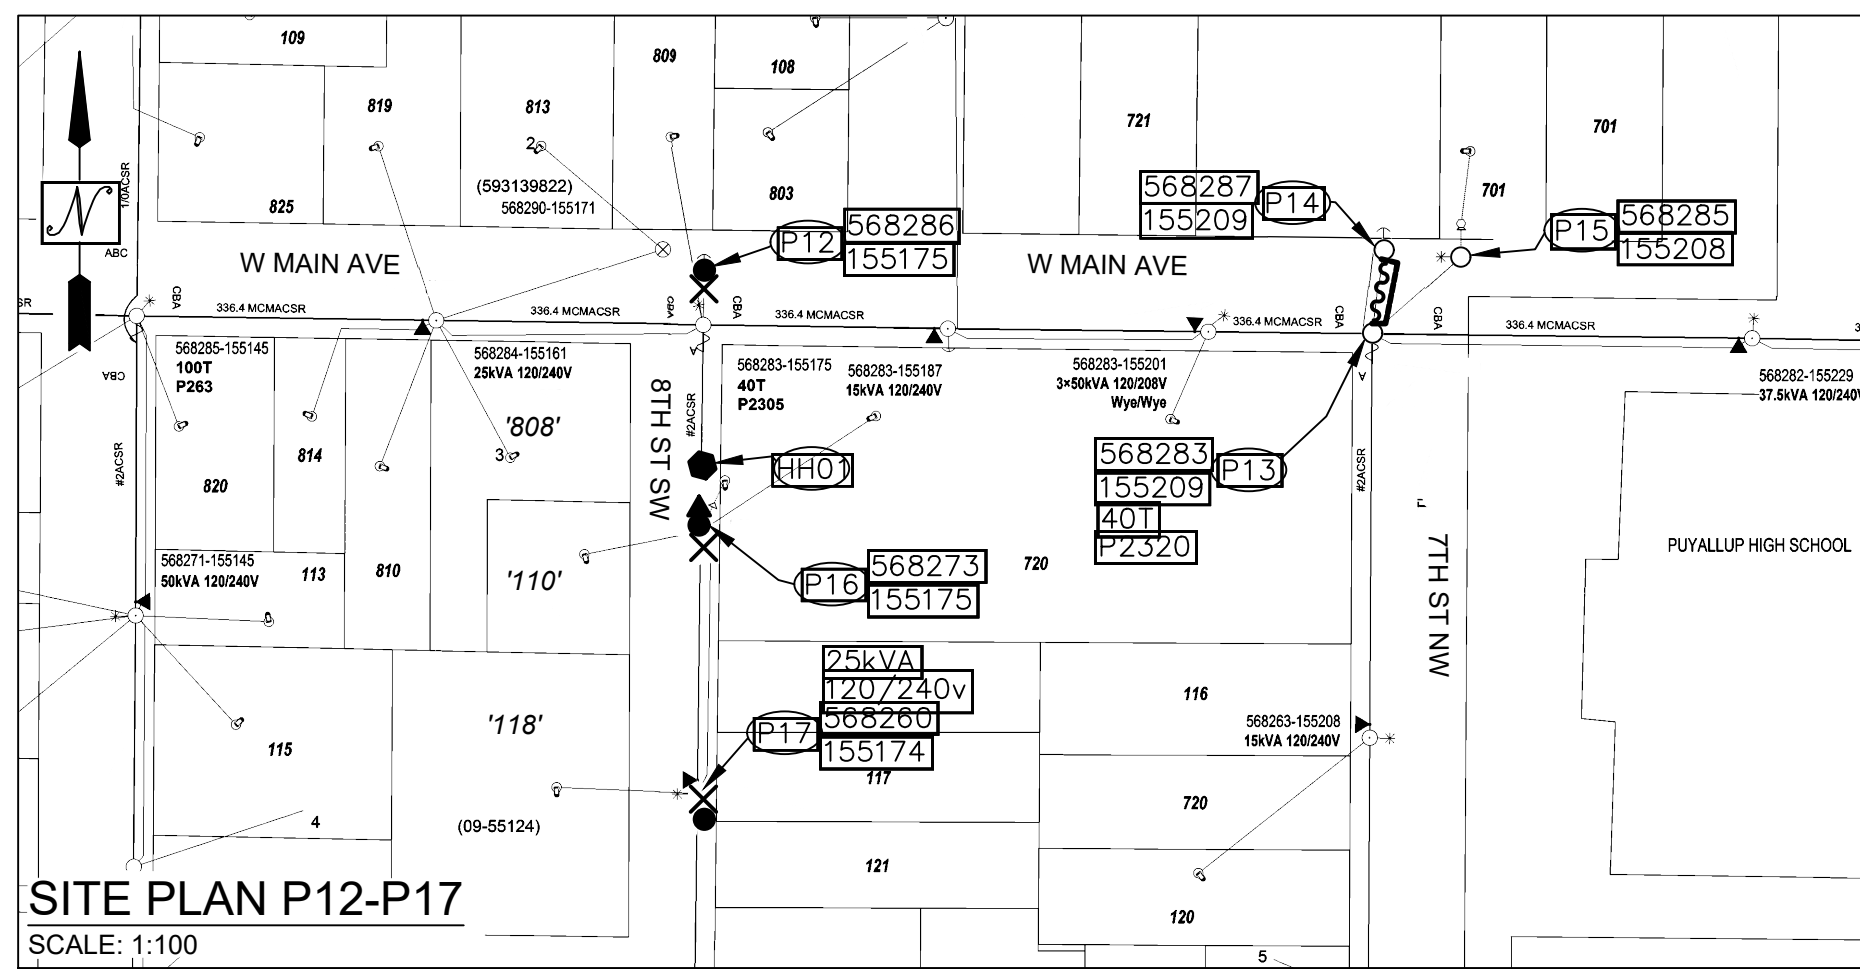 109
819
813
2
809
108
803
721
701
701
825
1/0ACSR
N
ABC
(593139822)
568290-155171
P12
568286
155175
568287
155209
P14
P15
568285
155208
W MAIN AVE
W MAIN AVE
CBA
336.4 MCMACSR
336.4 MCMACSR
CBA
CBA
336.4 MCMACSR
CBA
336.4 MCMACSR
CBA
336.4 MCMACSR
568285-155145
100T
P263
CBA
568284-155161
25kVA 120/240V
568283-155175
40T
P2305
568283-155187
15kVA 120/240V
568283-155201
3×50kVA 120/208V
Wye/Wye
568282-155229
37.5kVA 120/240V
A
A
#2ACSR
#2ACSR
#2ACSR
8TH ST SW
'808'
3
814
820
HH01
568283
155209
40T
P2320
P13
7TH ST NW
PUYALLUP HIGH SCHOOL
568271-155145
50kVA 120/240V
113
810
'110'
P16
568273
155175
720
25kVA
120/240v
568260
155174
P17
117
116
568263-155208
15kVA 120/240V
'118'
115
720
4
(09-55124)
121
120
5
SITE PLAN P12-P17
SCALE: 1:100